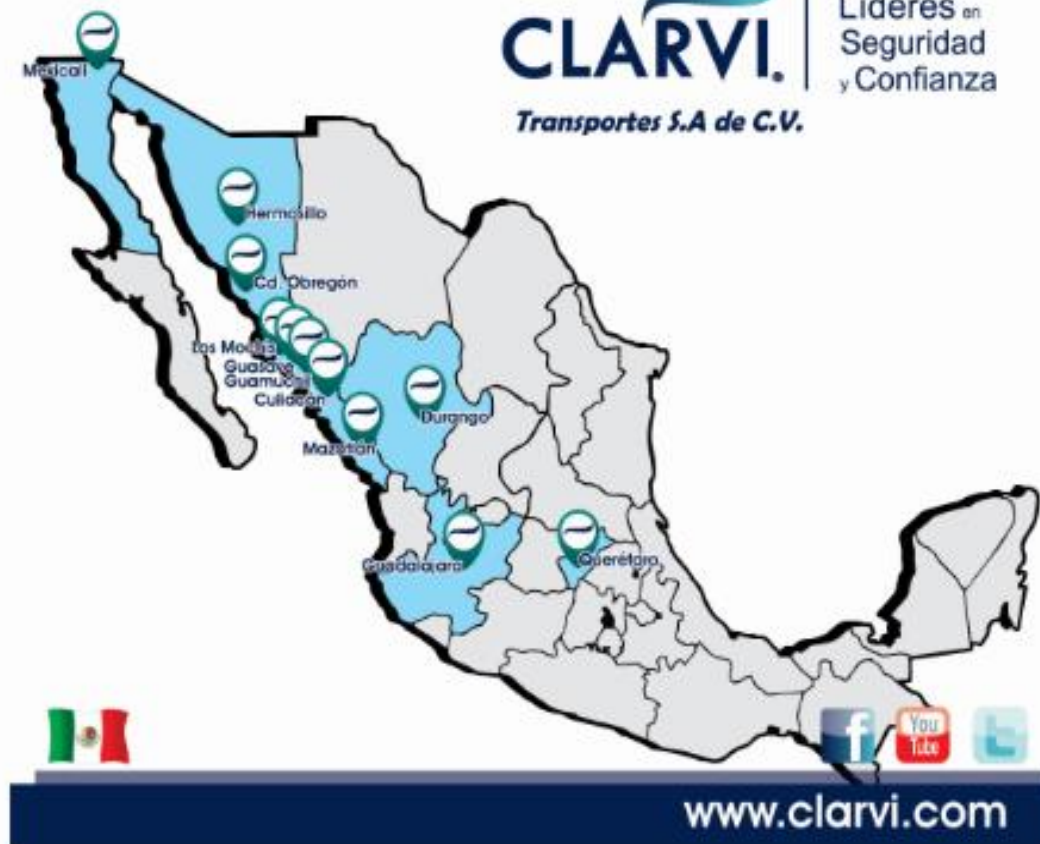 CLARVI.
Líderes en
Seguridad
y Confianza
Transportes S.A de C.V.
Mexicali
Hermosillo
Cd. Obregón
Los Mochis
Guasave
Guamuchil
Culiacán
Mazatlán
Durango
Guadalajara
Querétaro
f
You
Tube
t
www.clarvi.com